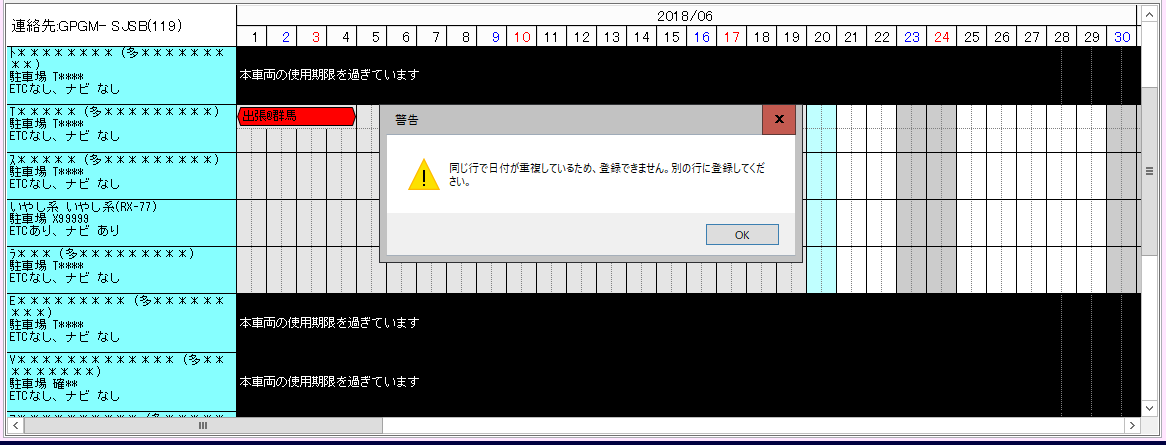 連絡先:GPGM- SJSB(119)
2018/06
1 2 3 4 5 6 7 8 9 10 11 12 13 14 15 16 17 18 19 20 21 22 23 24 25 26 27 28 29 30
ト******** (多*********)
駐車場 T****
ETCなし、ナビ なし
本車両の使用期限を過ぎています
T***** (多*********)
駐車場 T****
ETCなし、ナビ なし
出張@群馬
ス***** (多*********)
駐車場 T****
ETCなし、ナビ なし
いやし系 いやし系(RX-77)
駐車場 X99999
ETCあり、ナビ あり
ラ*** (多*********)
駐車場 T****
ETCなし、ナビ なし
E********* (多*********)
駐車場 T****
ETCなし、ナビ なし
本車両の使用期限を過ぎています
V************* (多*********)
駐車場 確**
ETCなし、ナビ なし
本車両の使用期限を過ぎています
警告
x
同じ行で日付が重複しているため、登録できません。別の行に登録してくだ
さい。
OK